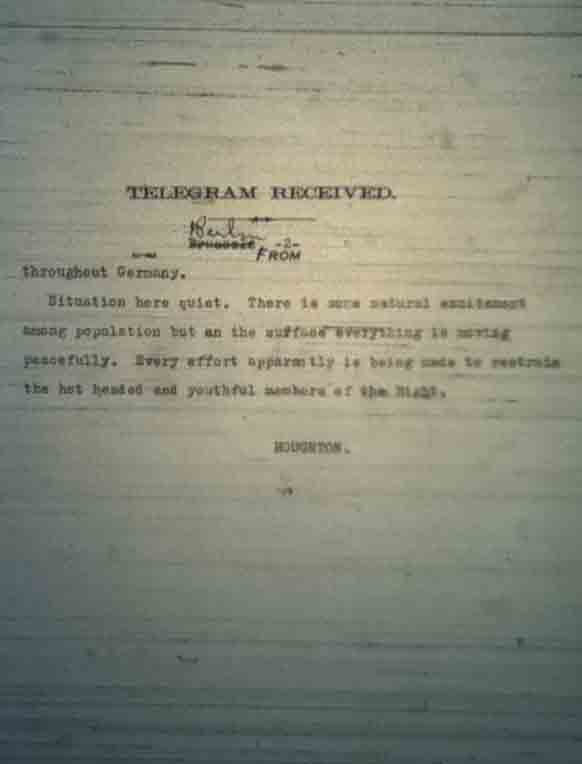 TELEGRAM RECEIVED.
Berlin
Brussels -2-
FROM
throughout Germany.
Situation here quiet. There is some natural excitement
among population but on the surface everything is moving
peacefully. Every effort apparently is being made to restrain
the hot headed and youthful members of the Right.
HOUGHTON.